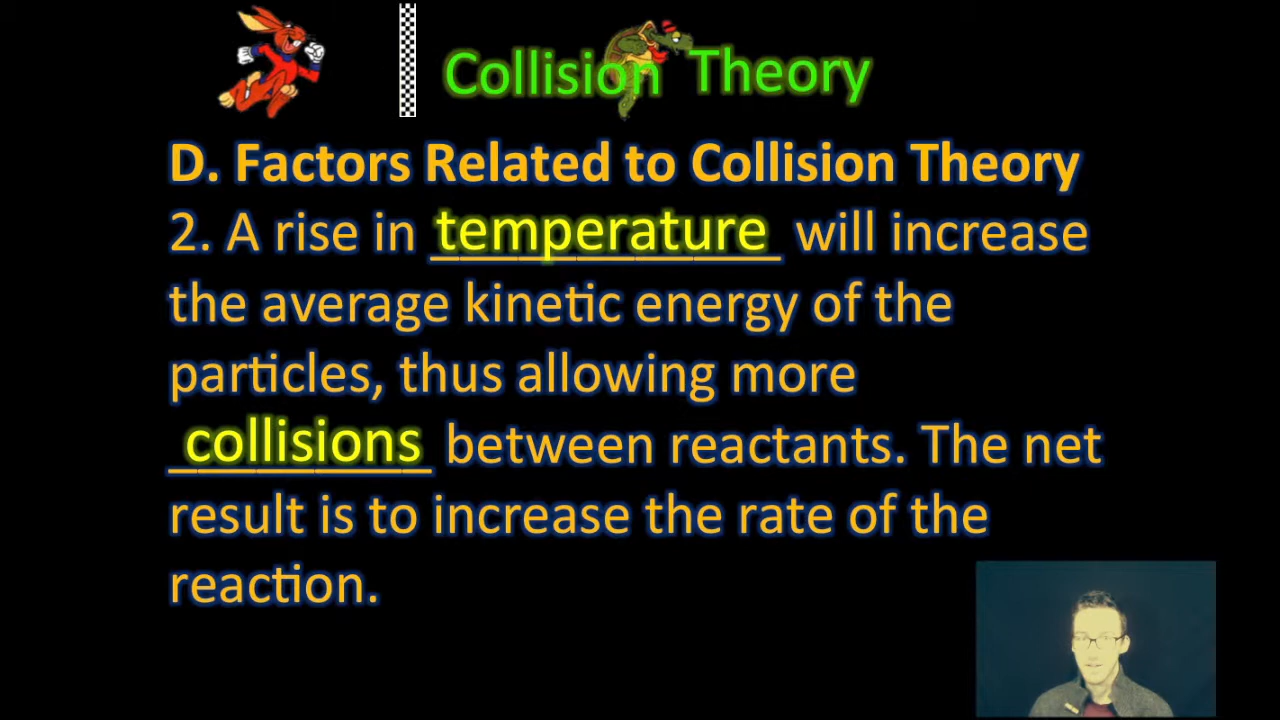 Collision Theory
D. Factors Related to Collision Theory
2. A rise in temperature will increase
the average kinetic energy of the
particles, thus allowing more
collisions between reactants. The net
result is to increase the rate of the
reaction.